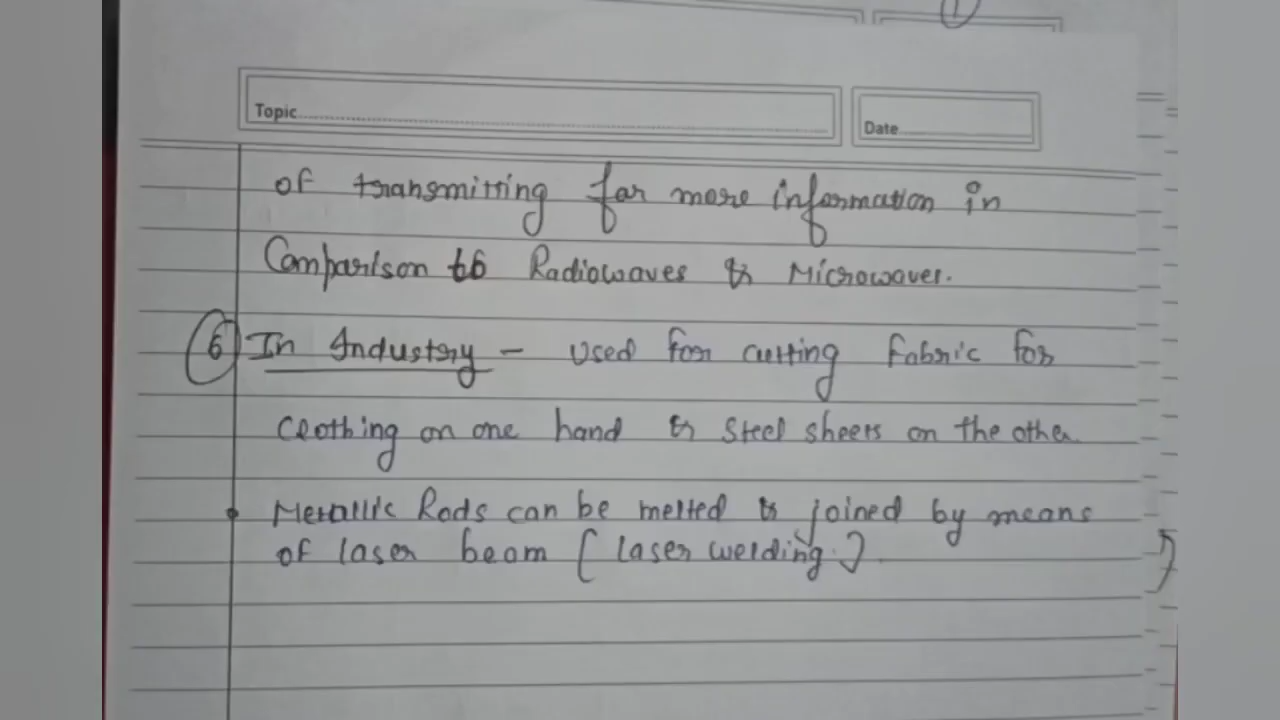 1
Topic
Date
of transmitting far more information in
Comparison to Radiowaves & Microwaves.
6 In Industry - used for cutting fabric for
Clothing on one hand & steel sheets on the other
• Metallic Rods can be melted & joined by means
of laser beam [laser welding.]